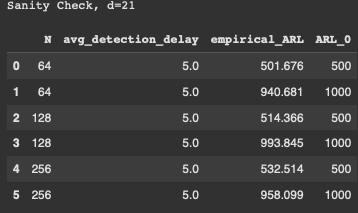 Sanity Check, d=21
N avg_detection_delay empirical_ARL ARL_0
0 64 5.0 501.676 500
1 64 5.0 940.681 1000
2 128 5.0 514.366 500
3 128 5.0 993.845 1000
4 256 5.0 532.514 500
5 256 5.0 958.099 1000